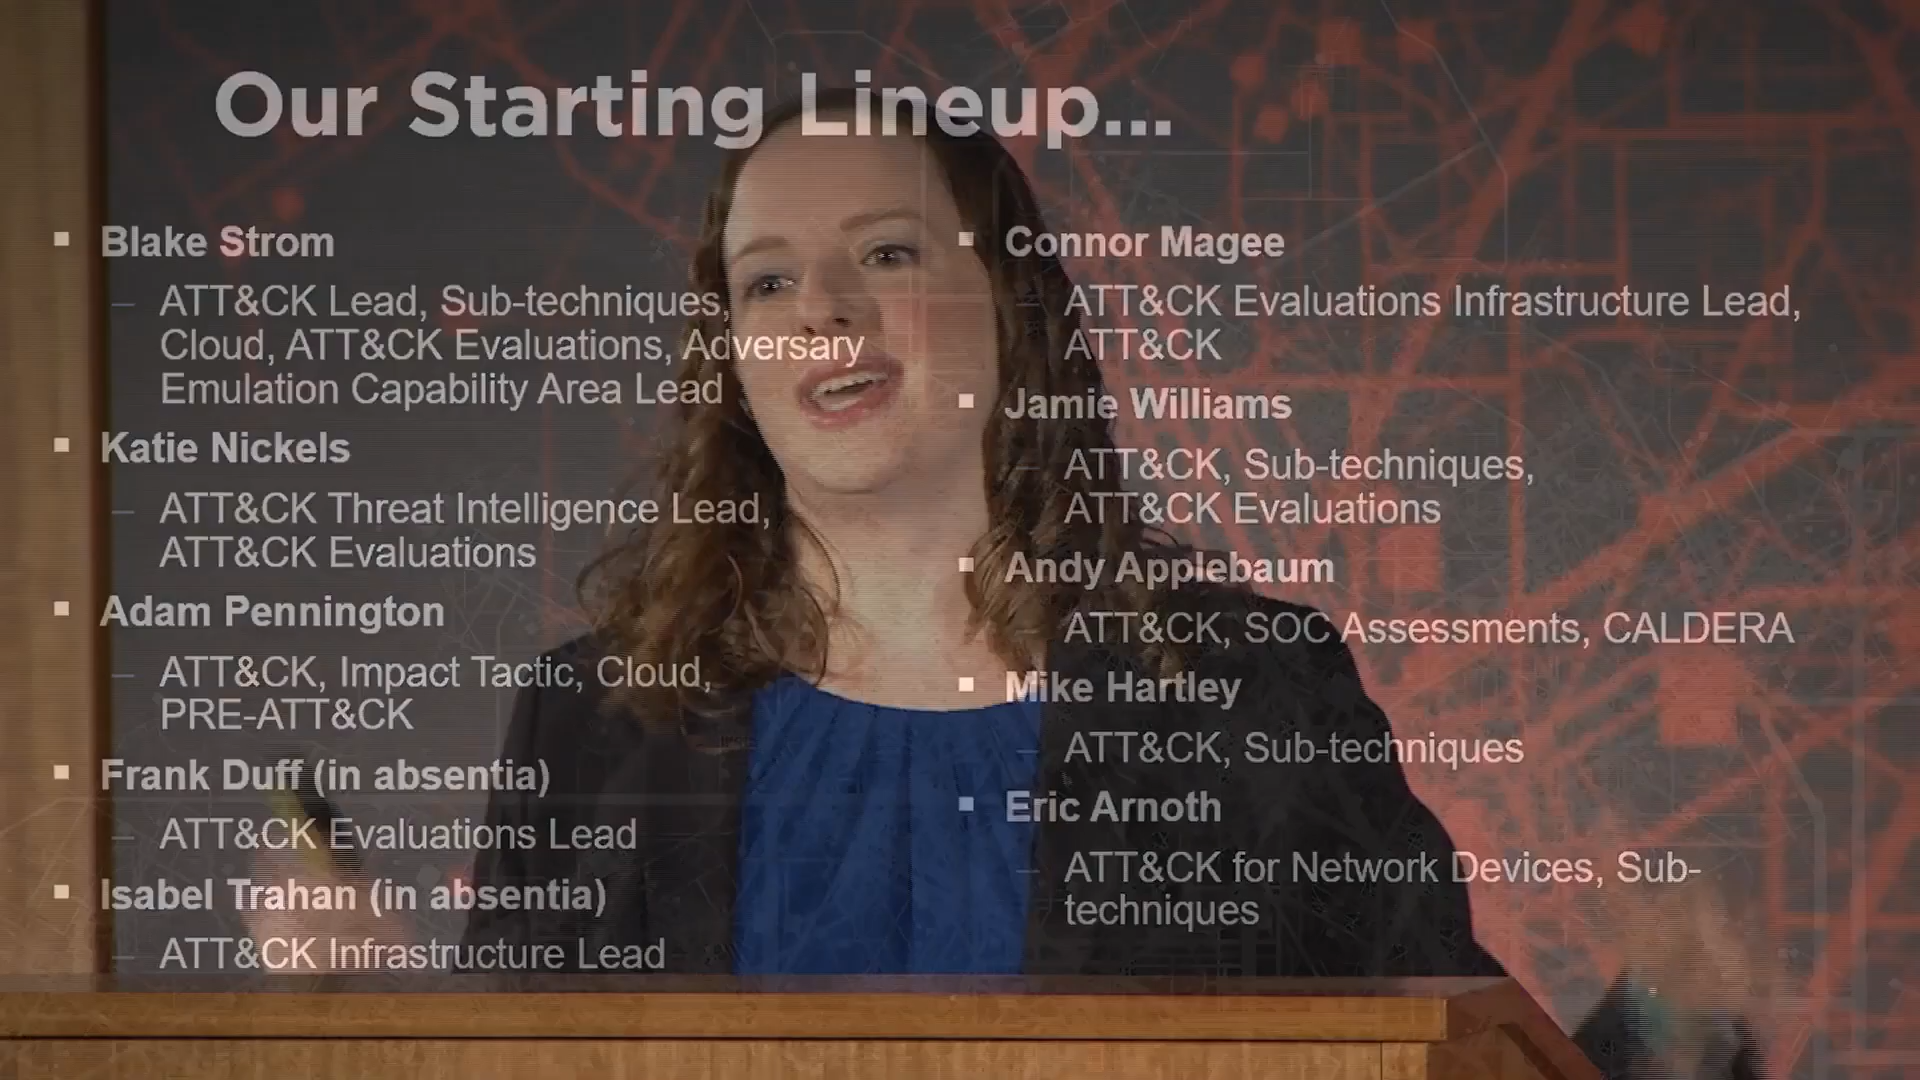 Our Starting Lineup...
▪ Blake Strom
– ATT&CK Lead, Sub-techniques,
Cloud, ATT&CK Evaluations, Adversary
Emulation Capability Area Lead
▪ Katie Nickels
– ATT&CK Threat Intelligence Lead,
ATT&CK Evaluations
▪ Adam Pennington
– ATT&CK, Impact Tactic, Cloud,
PRE-ATT&CK
▪ Frank Duff (in absentia)
– ATT&CK Evaluations Lead
▪ Isabel Trahan (in absentia)
– ATT&CK Infrastructure Lead
▪ Connor Magee
– ATT&CK Evaluations Infrastructure Lead,
ATT&CK
▪ Jamie Williams
– ATT&CK, Sub-techniques,
ATT&CK Evaluations
▪ Andy Applebaum
– ATT&CK, SOC Assessments, CALDERA
▪ Mike Hartley
– ATT&CK, Sub-techniques
▪ Eric Arnoth
– ATT&CK for Network Devices, Sub-
techniques